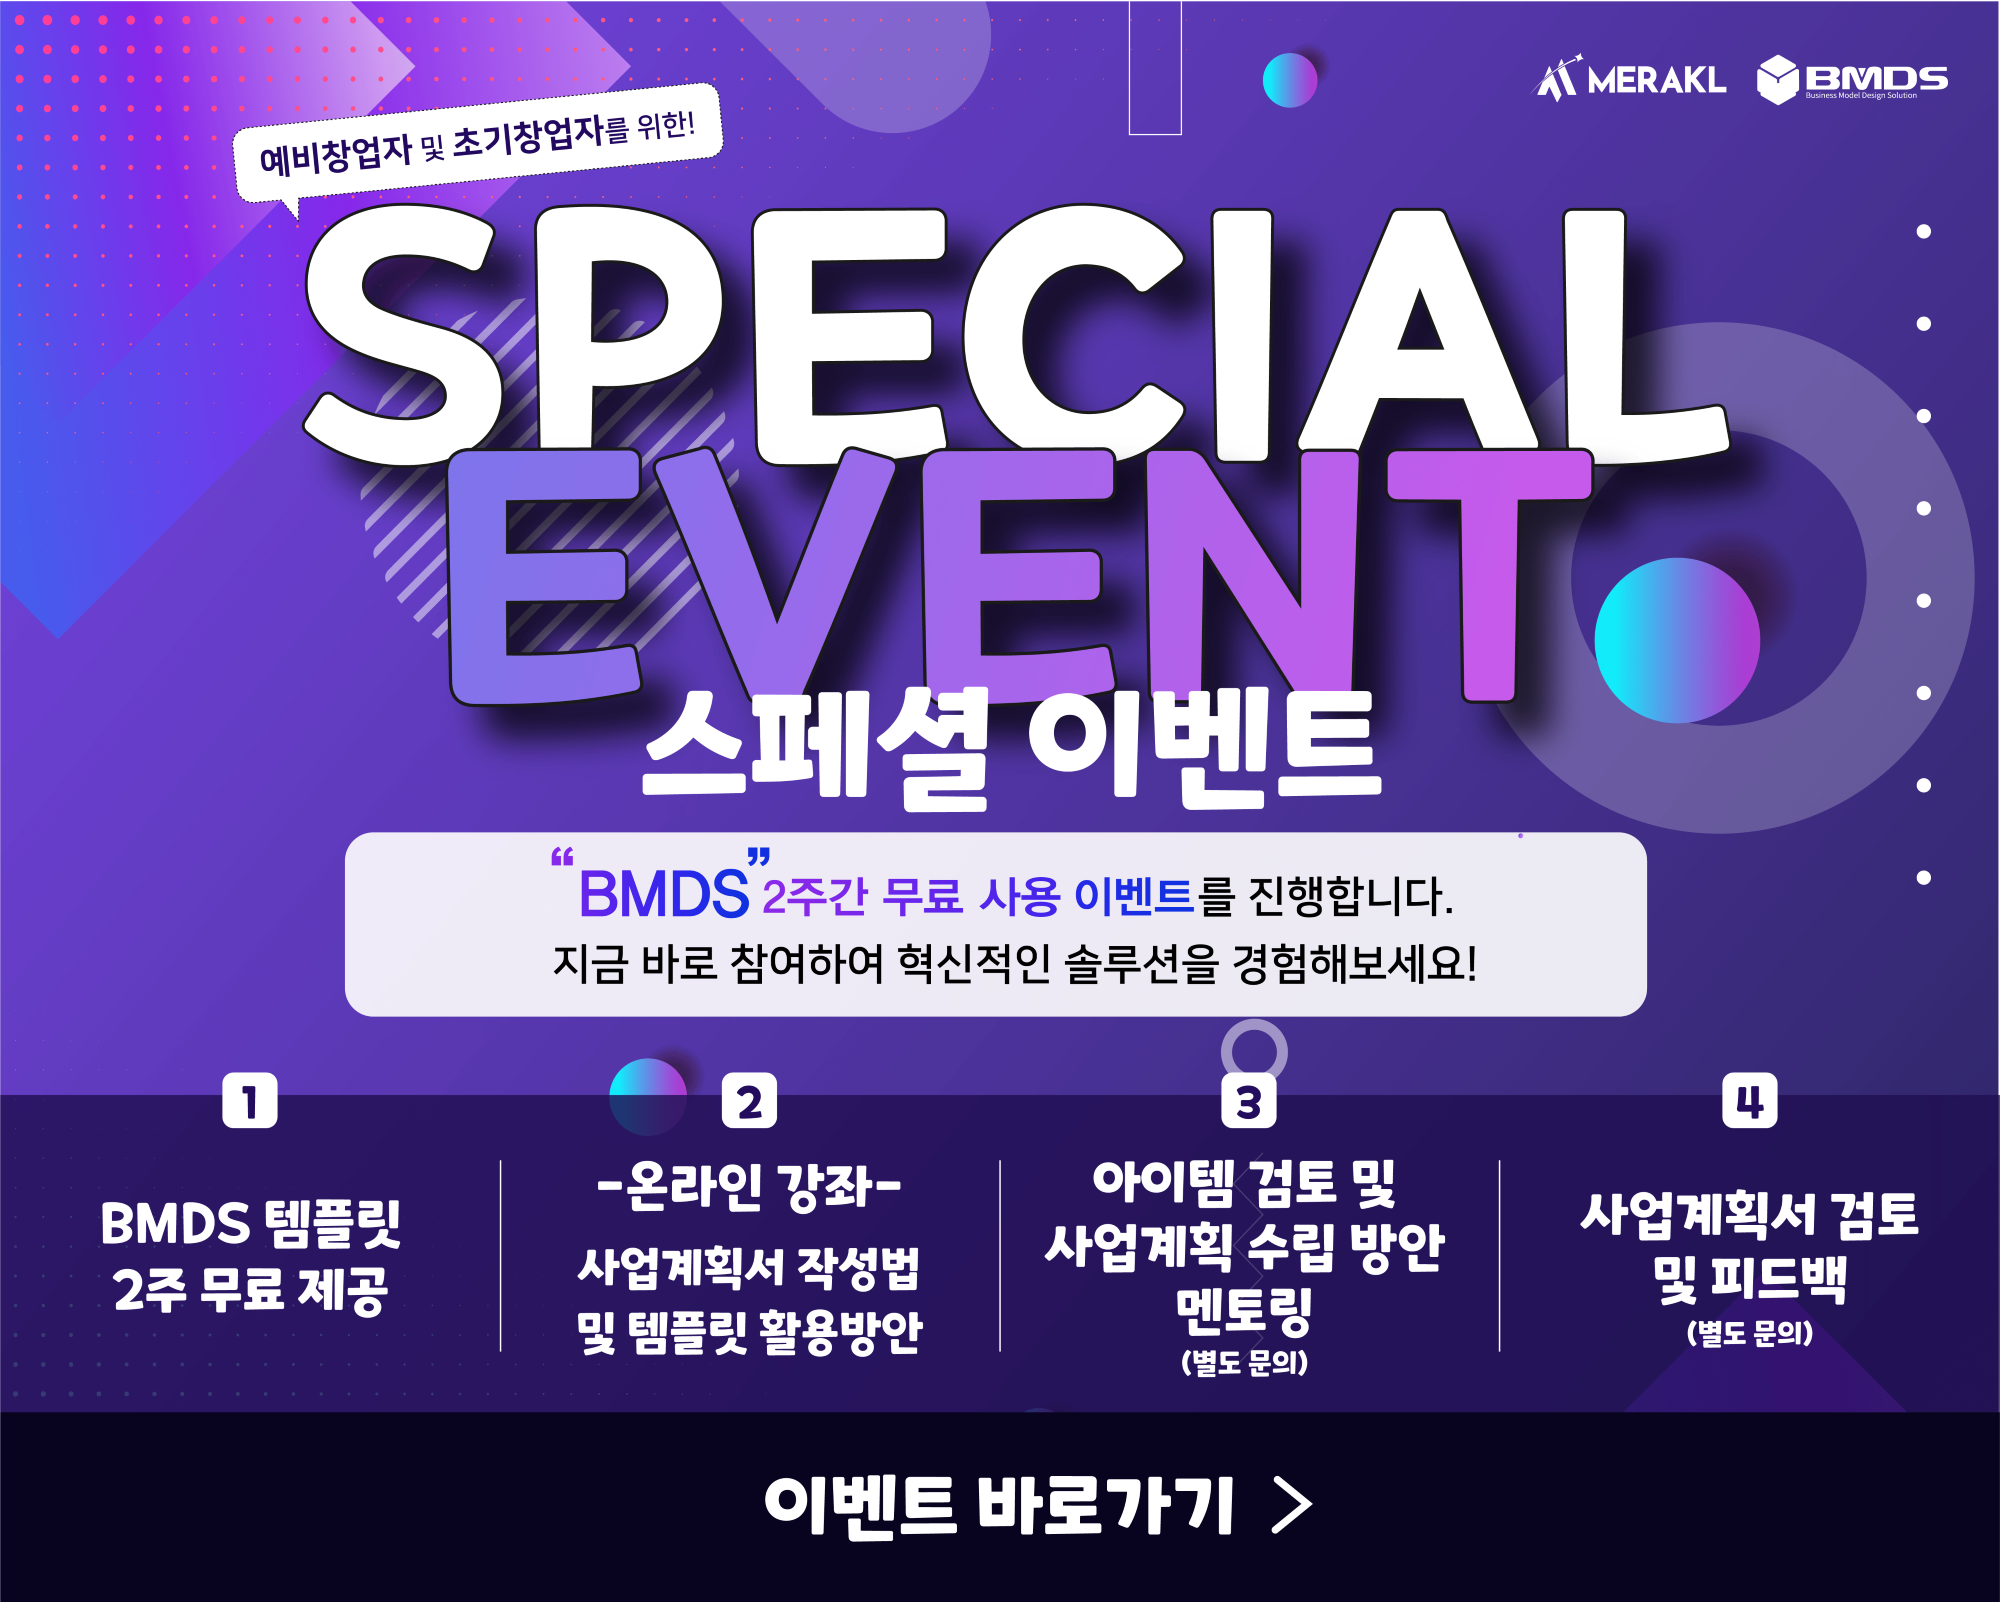 MERAKL
BMDS
Business Model Design Solution
예비창업자 및 초기창업자를 위한!
SPECIAL
EVENT
스페셜 이벤트
“BMDS” 2주간 무료 사용 이벤트를 진행합니다.
지금 바로 참여하여 혁신적인 솔루션을 경험해보세요!
1
BMDS 템플릿
2주 무료 제공
2
-온라인 강좌-
사업계획서 작성법
및 템플릿 활용방안
3
아이템 검토 및
사업계획 수립 방안
멘토링
(별도 문의)
4
사업계획서 검토
및 피드백
(별도 문의)
이벤트 바로가기 >